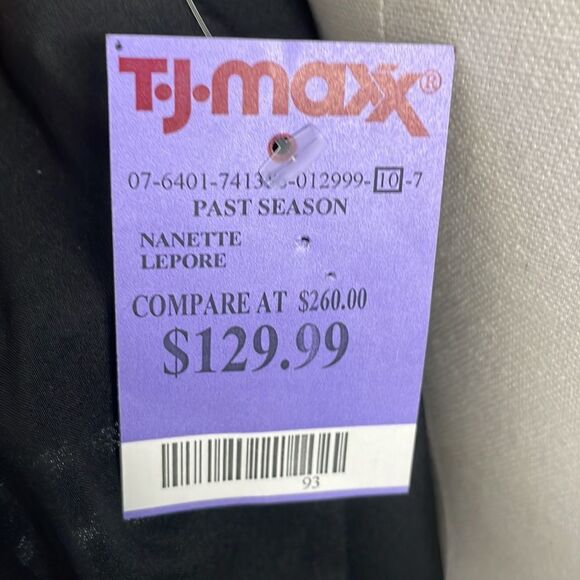 T·J·maxx®
07-6401- -012999-10-7
PAST SEASON
NANETTE
LEPORE
COMPARE AT $260.00
$129.99
93